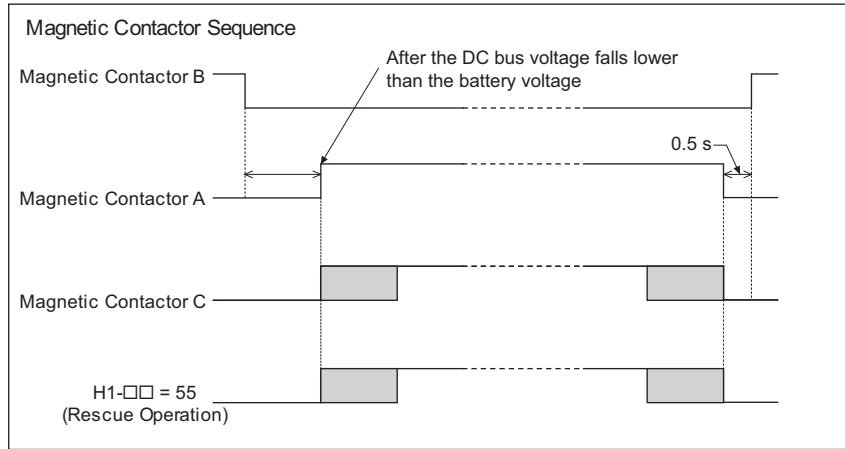 Magnetic Contactor Sequence
After the DC bus voltage falls lower
than the battery voltage
Magnetic Contactor B
0.5 s
Magnetic Contactor A
Magnetic Contactor C
H1-□□ = 55
(Rescue Operation)